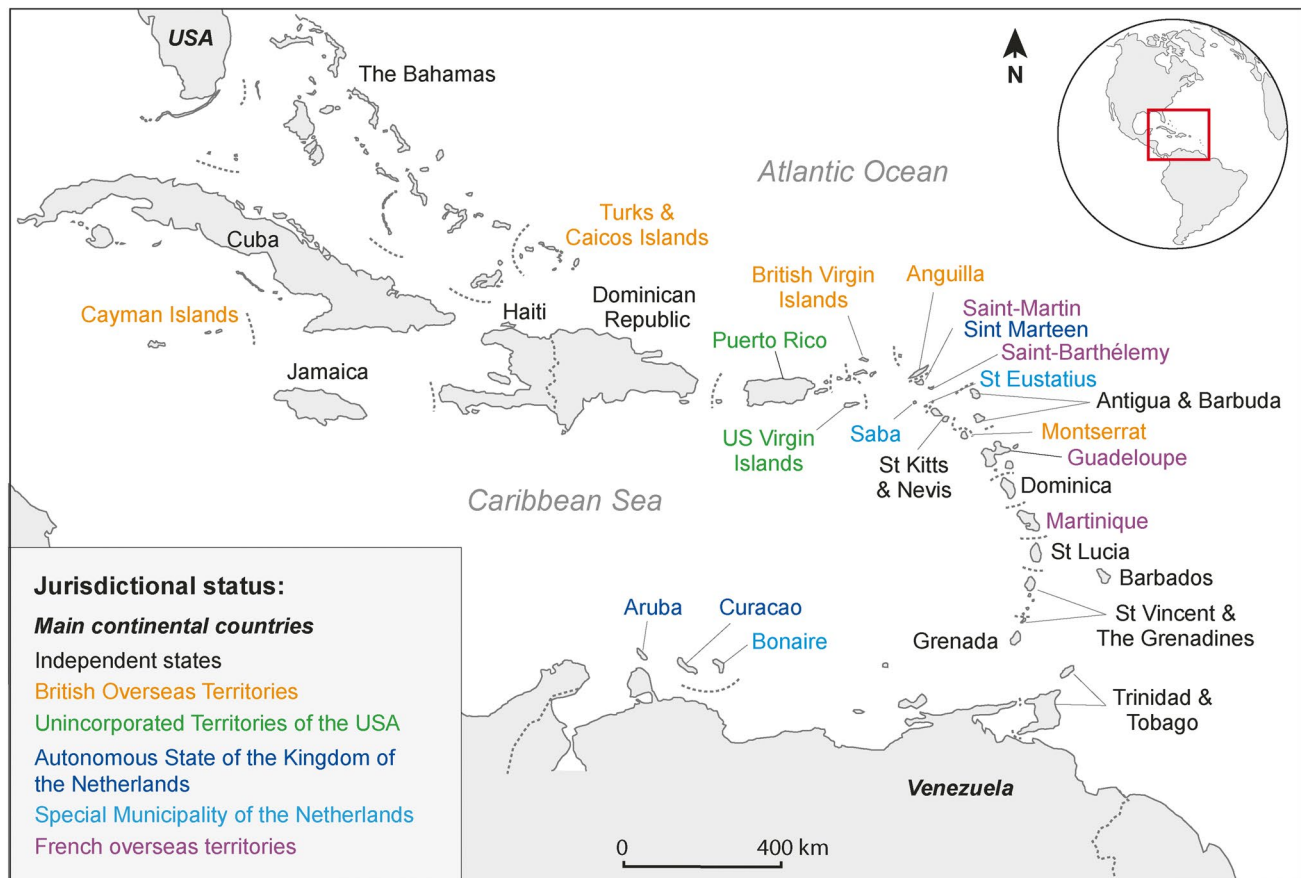 USA
The Bahamas
N
Atlantic Ocean
Turks &
Caicos Islands
Cuba
British Virgin
Islands
Anguilla
Cayman Islands
Haiti
Dominican
Republic
Saint-Martin
Sint Marteen
Puerto Rico
Saint-Barthélemy
Jamaica
St Eustatius
Antigua & Barbuda
US Virgin
Islands
Saba
Montserrat
St Kitts
& Nevis
Guadeloupe
Dominica
Caribbean Sea
Martinique
St Lucia
Barbados
Aruba
Curacao
Bonaire
Grenada
St Vincent &
The Grenadines
Trinidad &
Tobago
Venezuela
Jurisdictional status:
Main continental countries
Independent states
British Overseas Territories
Unincorporated Territories of the USA
Autonomous State of the Kingdom of
the Netherlands
Special Municipality of the Netherlands
French overseas territories
0 400 km